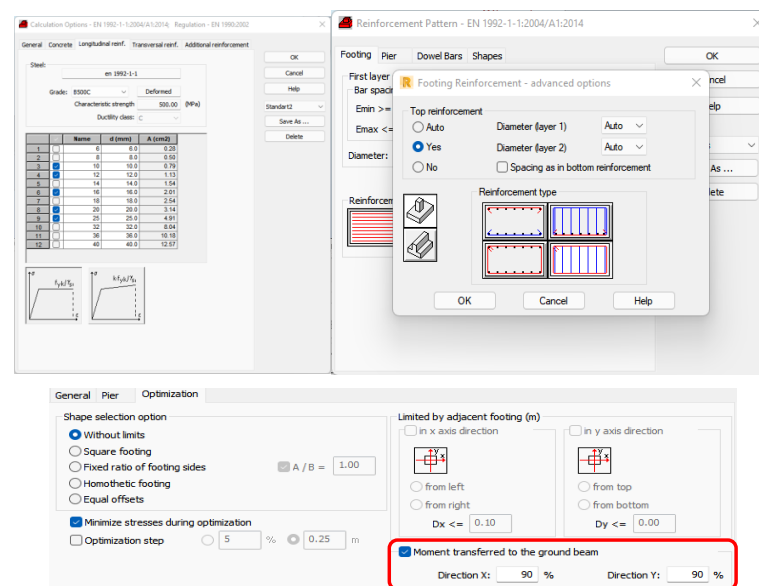 Calculation Options - EN 1992-1-1:2004/A1:2014; Regulation - EN 1990:2002
General Concrete Longitudinal reinf. Transversal reinf. Additional reinforcement
Steel:
en 1992-1-1
Grade: B500C Deformed
Characteristic strength 500.00 (MPa)
Ductility class: C
Name d (mm) A (cm2)
1 6 6.0 0.28
2 8 8.0 0.50
3 10 10.0 0.79
4 12 12.0 1.13
5 14 14.0 1.54
6 16 16.0 2.01
7 18 18.0 2.54
8 20 20.0 3.14
9 25 25.0 4.91
10 32 32.0 8.04
11 36 36.0 10.18
12 40 40.0 12.57
OK
Cancel
Help
Standart2
Save As ...
Delete
Reinforcement Pattern - EN 1992-1-1:2004/A1:2014
Footing Pier Dowel Bars Shapes
First layer
Bar spacin
Emin >=
Emax <=
Diameter:
Reinforcem
OK
ncel
elp
As ...
lete
Footing Reinforcement - advanced options
Top reinforcement
Auto Diameter (layer 1) Auto
Yes Diameter (layer 2) Auto
No Spacing as in bottom reinforcement
Reinforcement type
OK Cancel Help
General Pier Optimization
Shape selection option
Without limits
Square footing
Fixed ratio of footing sides A / B = 1.00
Homothetic footing
Equal offsets
Minimize stresses during optimization
Optimization step 5 % 0.25 m
Limited by adjacent footing (m)
in x axis direction in y axis direction
from left from top
from right from bottom
Dx <= 0.10 Dy <= 0.00
Moment transferred to the ground beam
Direction X: 90 % Direction Y: 90 %